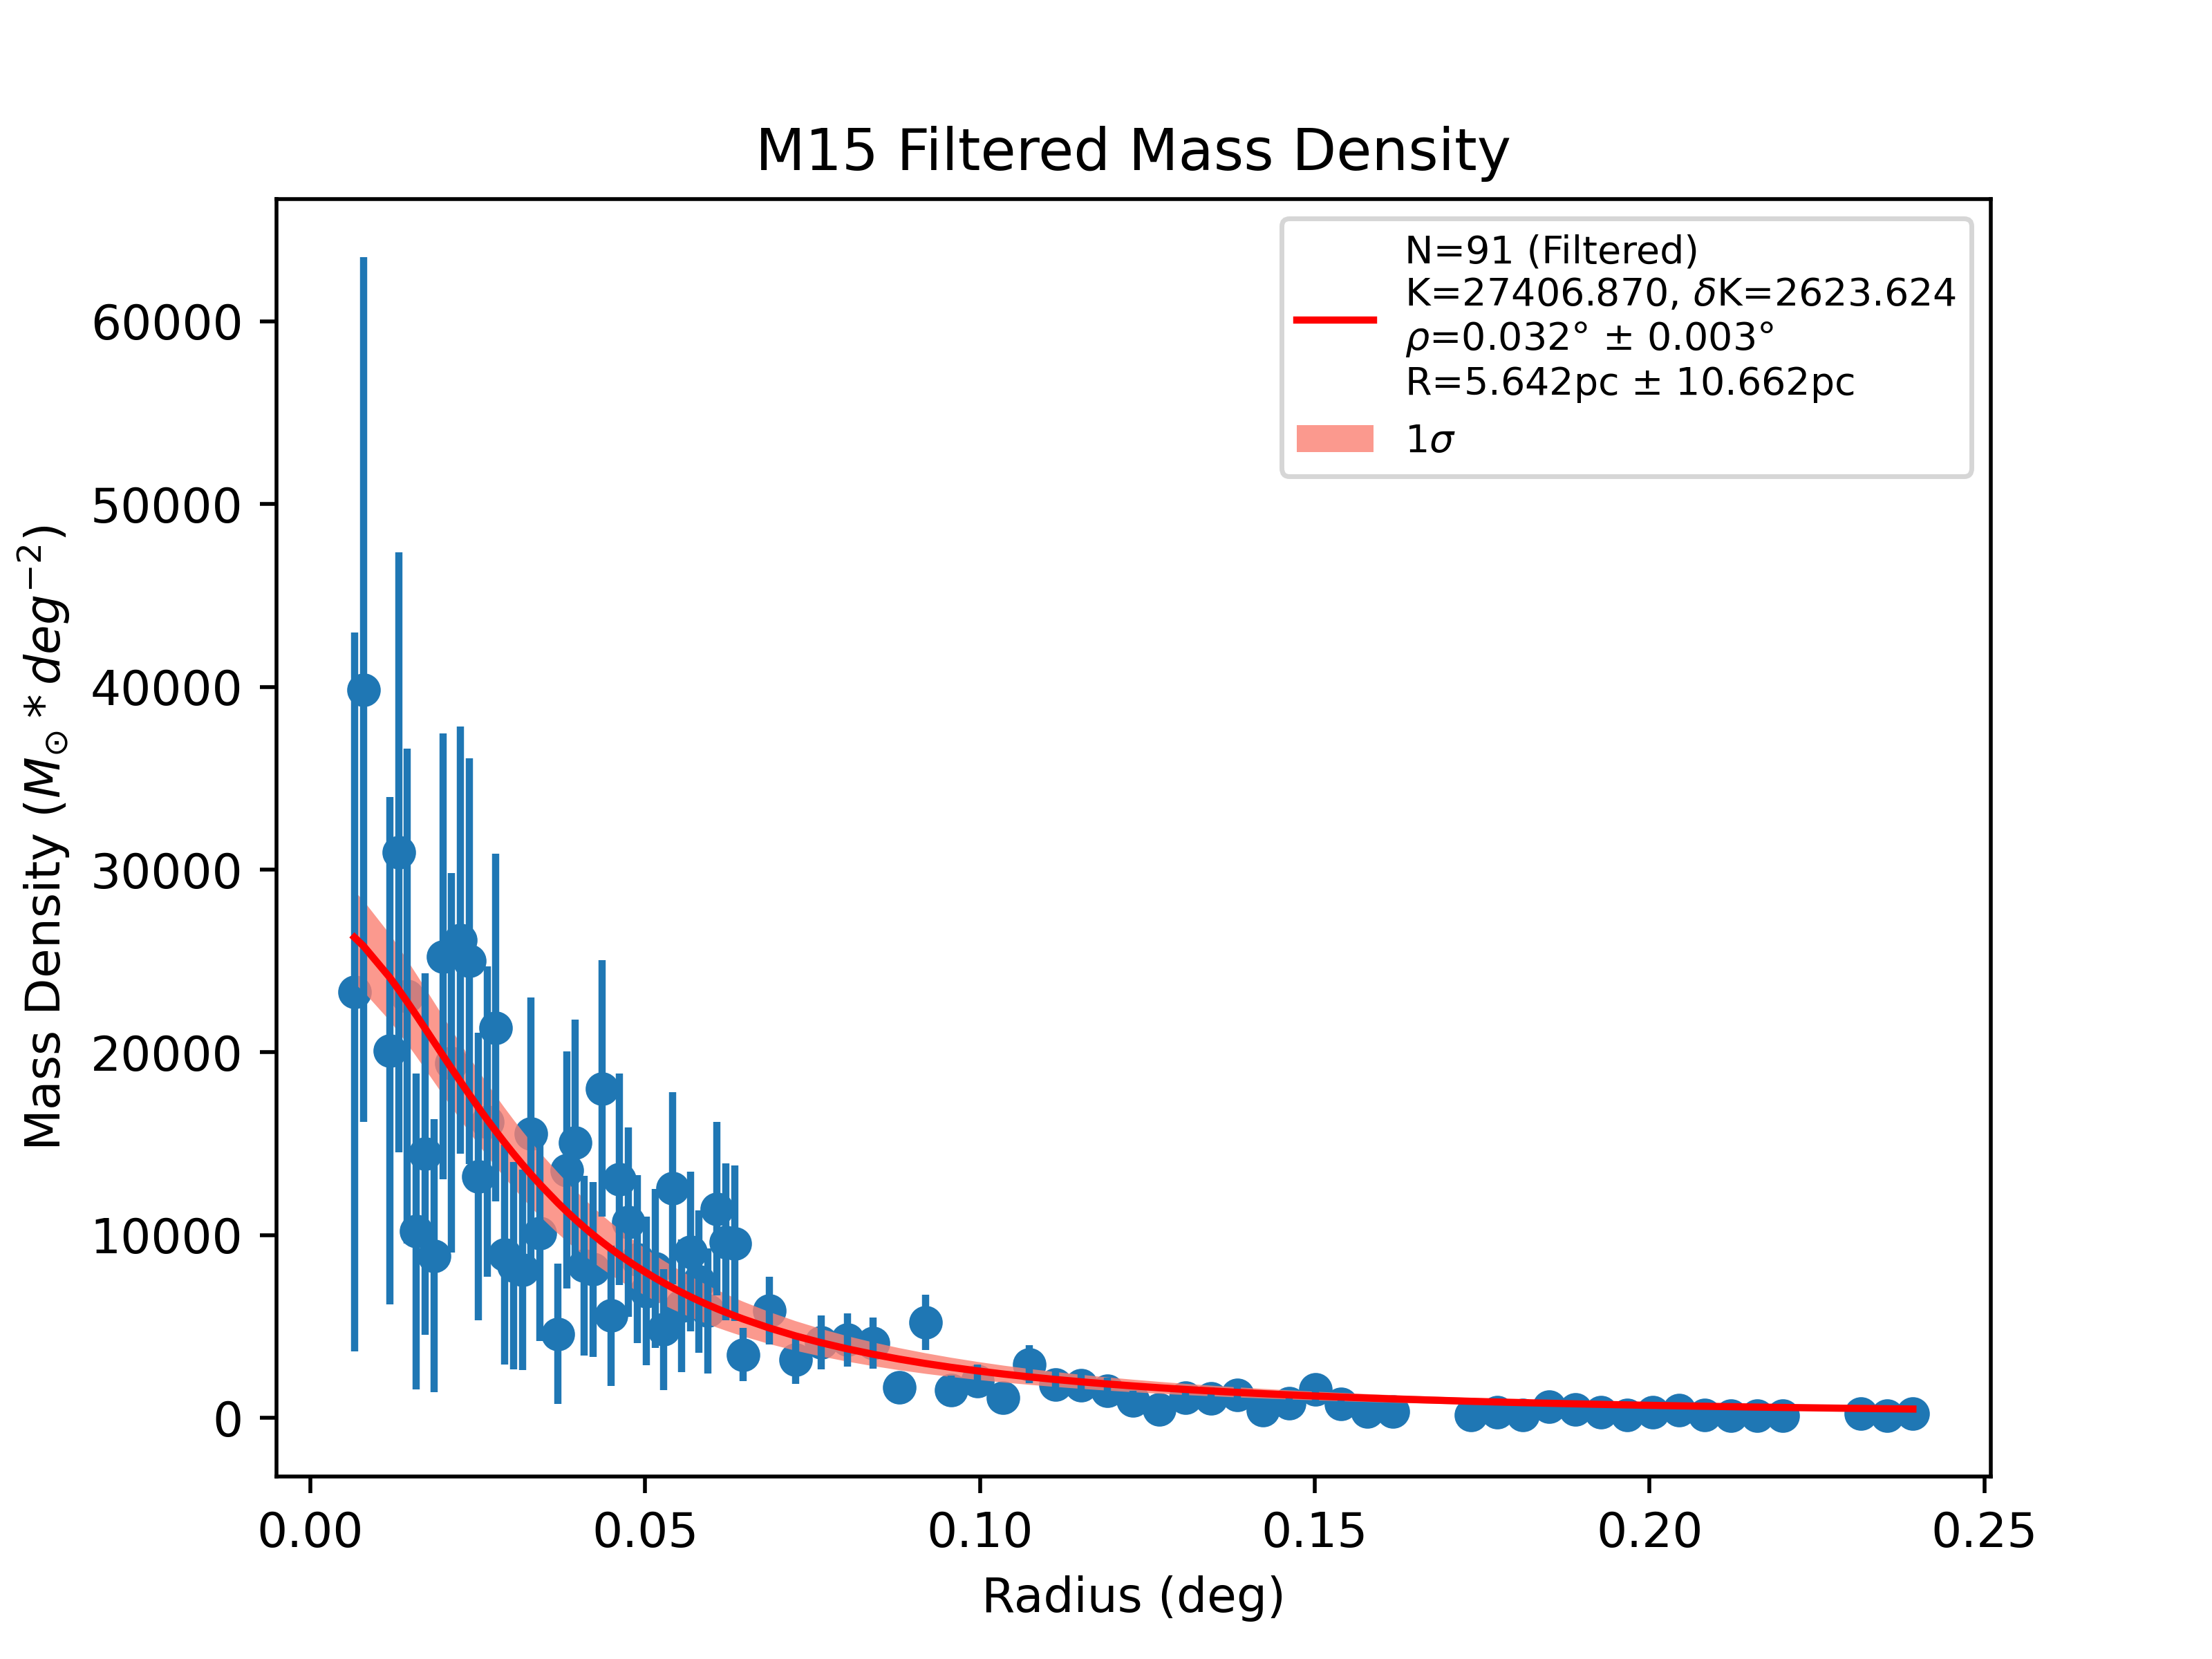 M15 Filtered Mass Density
N=91 (Filtered)
K=27406.870, δK=2623.624
ρ=0.032° ± 0.003°
R=5.642pc ± 10.662pc
1σ
Mass Density (M⊙ * deg⁻²)
60000
50000
40000
30000
20000
10000
0
0.00 0.05 0.10 0.15 0.20 0.25
Radius (deg)